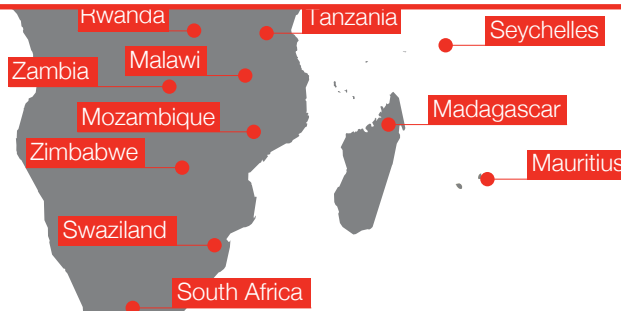 Rwanda
Tanzania
Seychelles
Malawi
Zambia
Mozambique
Madagascar
Zimbabwe
Mauritius
Swaziland
South Africa